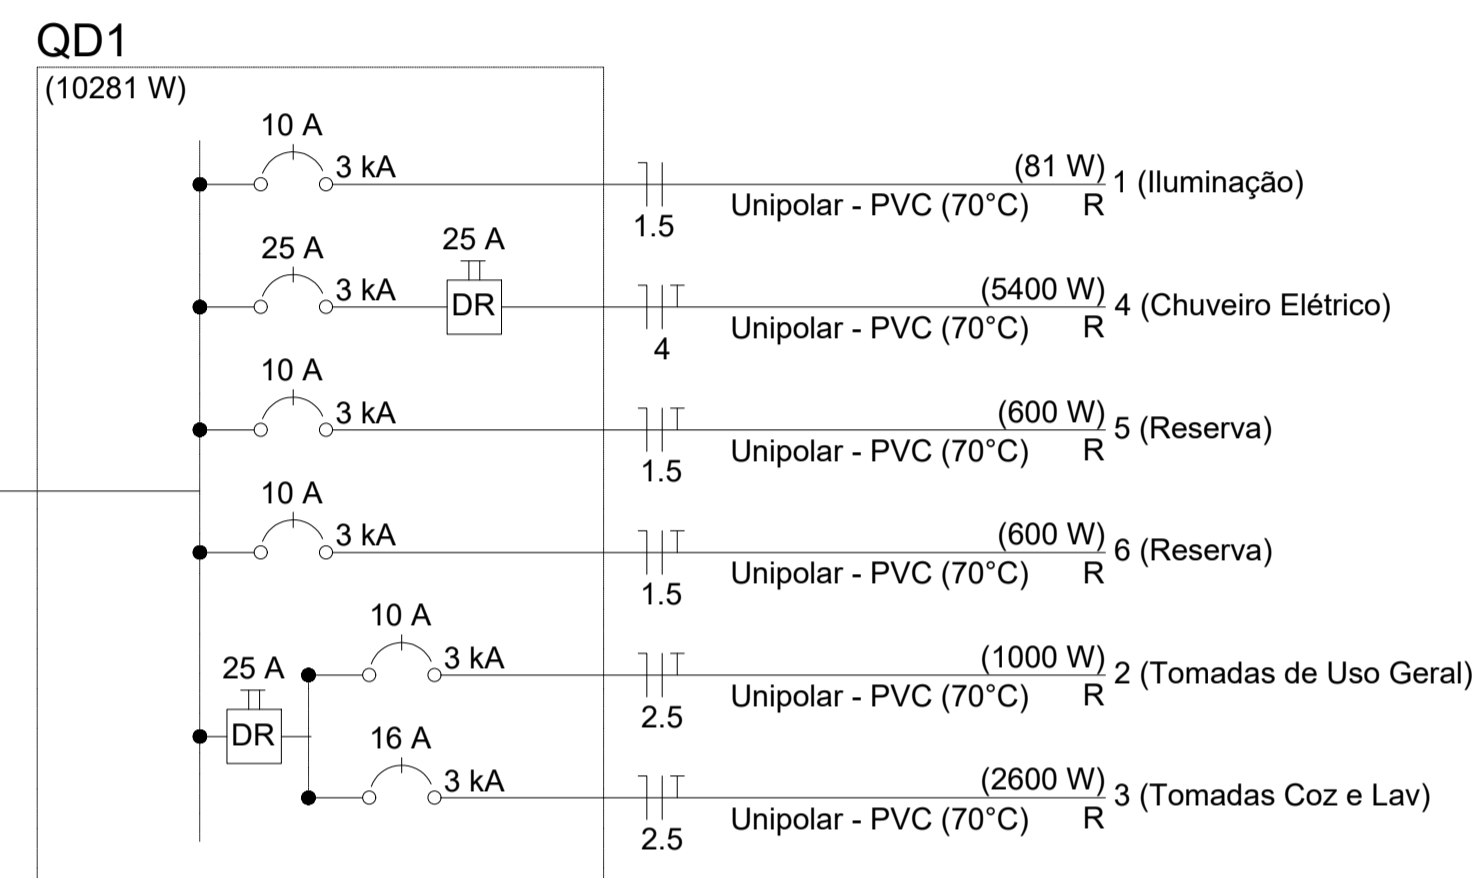 QD1
(10281 W)
10 A
3 kA
1.5
(81 W)
Unipolar - PVC (70°C)
R
1 (Iluminação)
25 A
3 kA
25 A
DR
4
(5400 W)
Unipolar - PVC (70°C)
R
4 (Chuveiro Elétrico)
10 A
3 kA
1.5
(600 W)
Unipolar - PVC (70°C)
R
5 (Reserva)
10 A
3 kA
1.5
(600 W)
Unipolar - PVC (70°C)
R
6 (Reserva)
25 A
DR
10 A
3 kA
2.5
(1000 W)
Unipolar - PVC (70°C)
R
2 (Tomadas de Uso Geral)
16 A
3 kA
2.5
(2600 W)
Unipolar - PVC (70°C)
R
3 (Tomadas Coz e Lav)